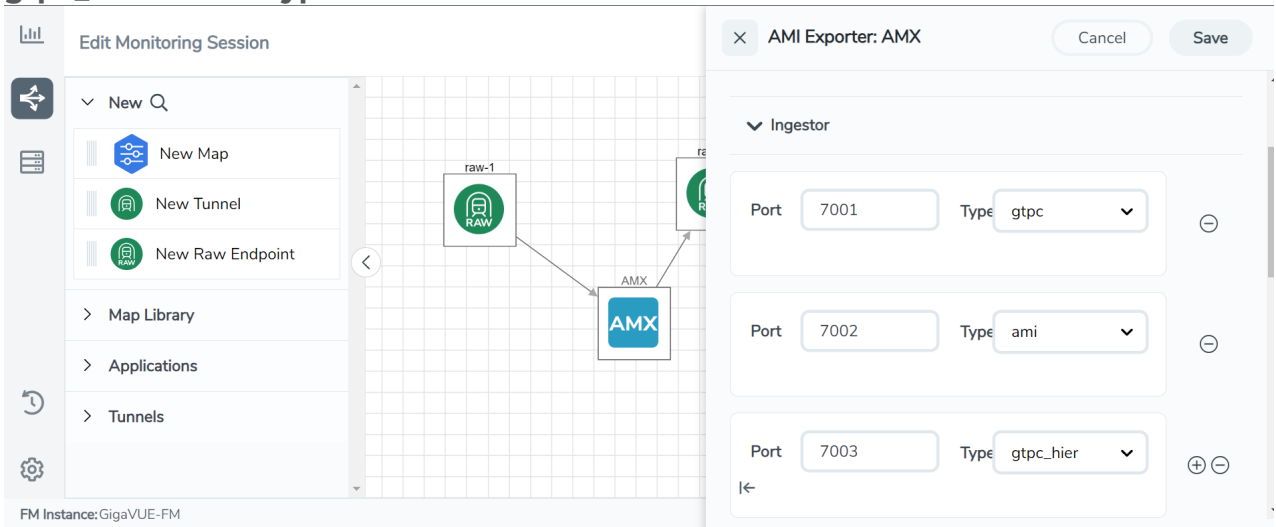 Edit Monitoring Session
New
New Map
New Tunnel
RAW
New Raw Endpoint
Map Library
Applications
Tunnels
FM Instance: GigaVUE-FM
raw-1
RAW
AMX
AMX
AMI Exporter: AMX
Cancel
Save
Ingestor
Port 7001 Type gtpc
Port 7002 Type ami
Port 7003 Type gtpc_hier